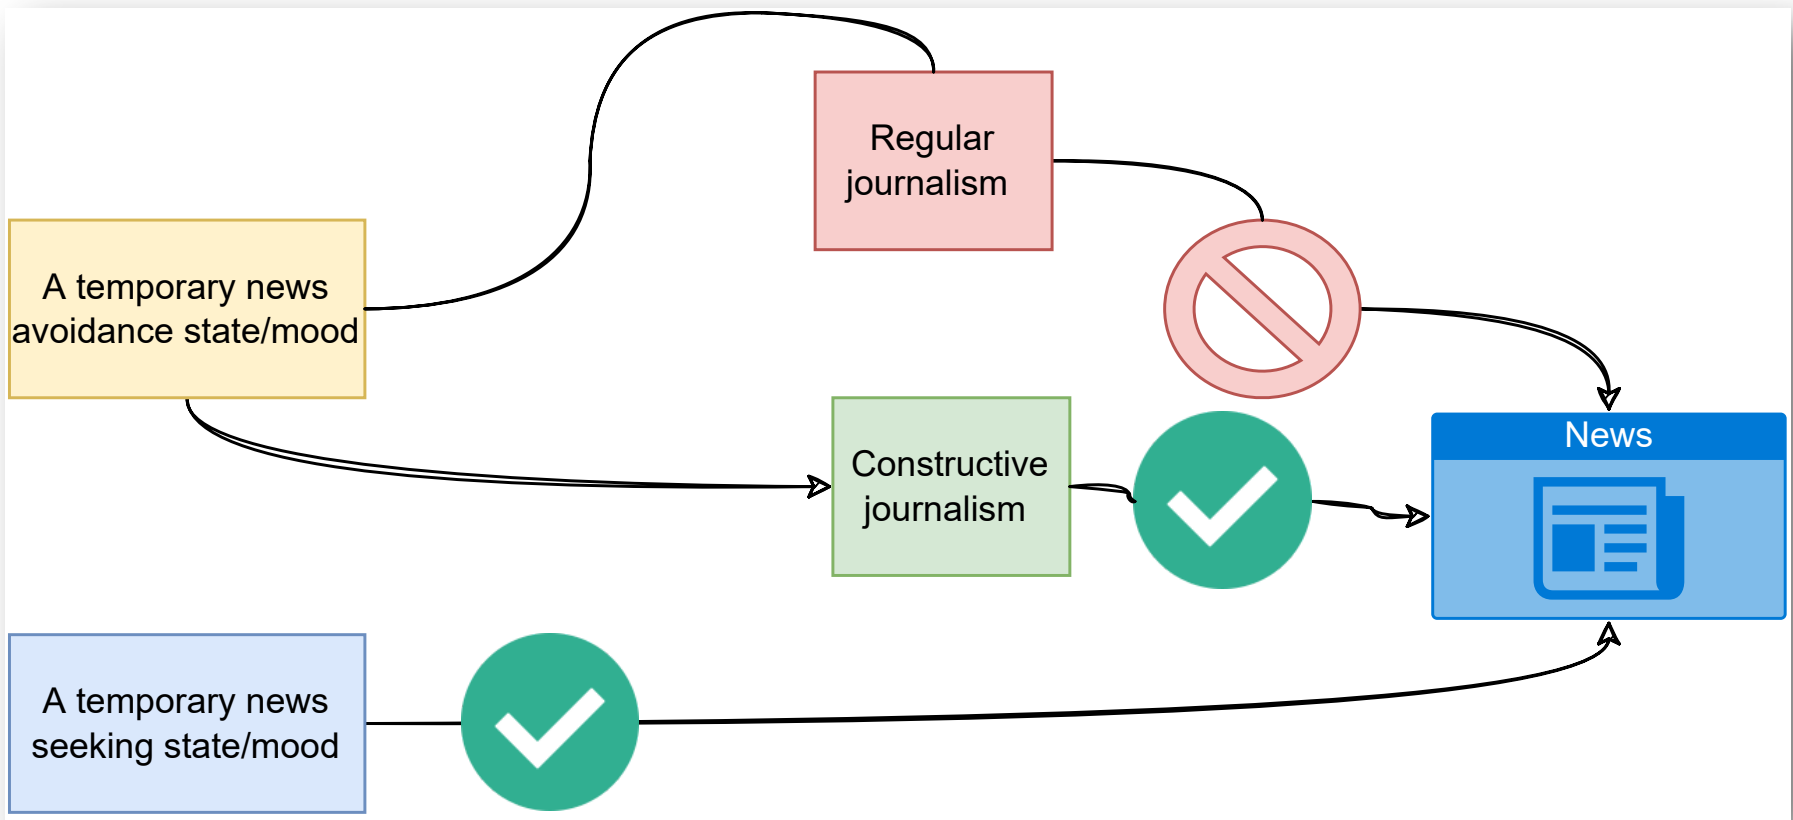 Regular
journalism
A temporary news
avoidance state/mood
News
Constructive
journalism
A temporary news
seeking state/mood